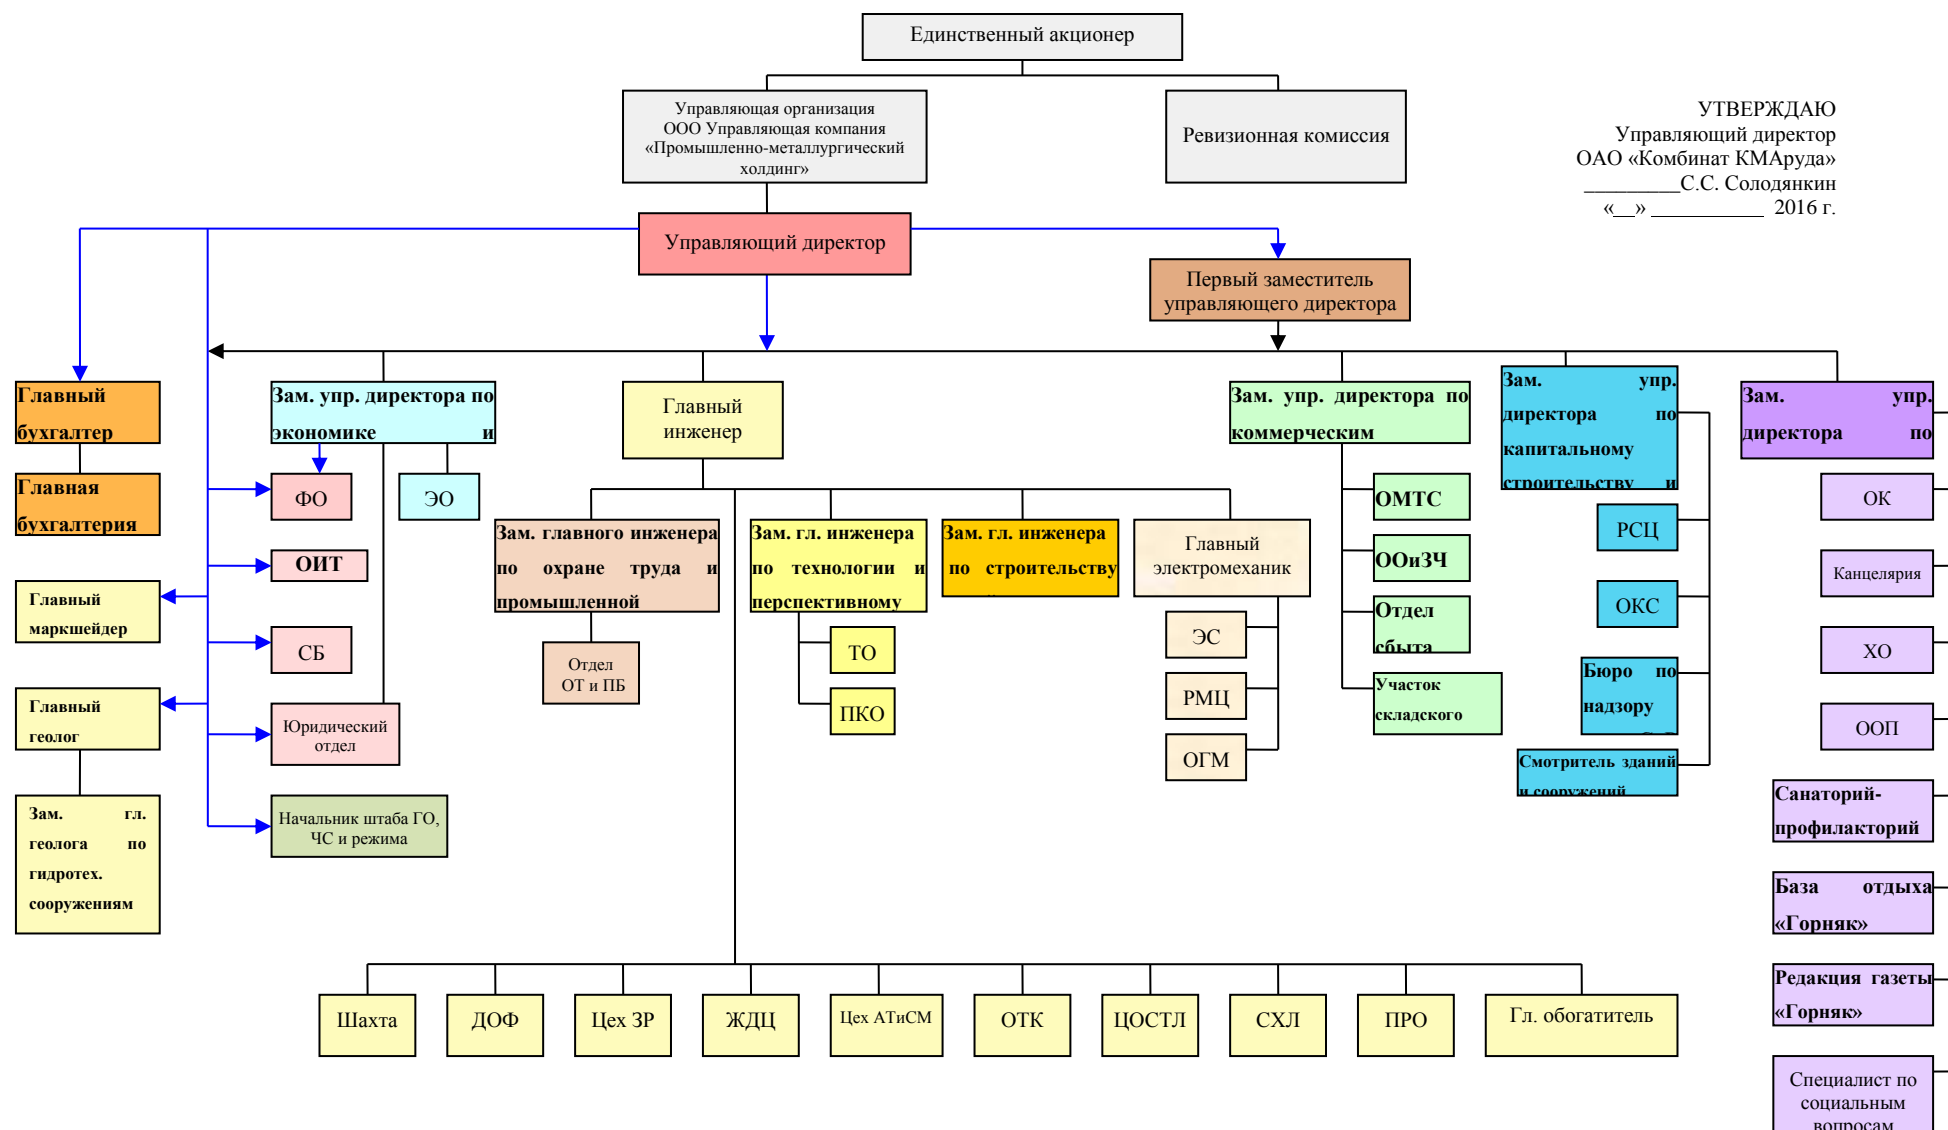 Единственный акционер
Управляющая организация
ООО Управляющая компания
«Промышленно-металлургический
холдинг»
Ревизионная комиссия
УТВЕРЖДАЮ
Управляющий директор
ОАО «Комбинат КМАруда»
_________С.С. Солодянкин
«__» ___________ 2016 г.
Управляющий директор
Первый заместитель
управляющего директора
Главный
бухгалтер
Главная
бухгалтерия
Главный
маркшейдер
Главный
геолог
Зам. гл.
геолога по
гидротех.
сооружениям
Зам. упр. директора по
экономике и
ФО
ЭО
ОИТ
СБ
Юридический
отдел
Начальник штаба ГО,
ЧС и режима
Главный
инженер
Зам. главного инженера
по охране труда и
промышленной
Отдел
ОТ и ПБ
Зам. гл. инженера
по технологии и
перспективному
ТО
ПКО
Зам. гл. инженера
по строительству
Главный
электромеханик
ЭС
РМЦ
ОГМ
Зам. упр. директора по
коммерческим
ОМТС
ООиЗЧ
Отдел
сбыта
Участок
складского
Зам. упр.
директора по
капитальному
строительству и
РСЦ
ОКС
Бюро по
надзору
Смотритель зданий
и сооружений
Зам. упр.
директора по
ОК
Канцелярия
ХО
ООП
Санаторий-
профилакторий
База отдыха
«Горняк»
Редакция газеты
«Горняк»
Специалист по
социальным
вопросам
Шахта
ДОФ
Цех ЗР
ЖДЦ
Цех АТиСМ
ОТК
ЦОСТЛ
СХЛ
ПРО
Гл. обогатитель